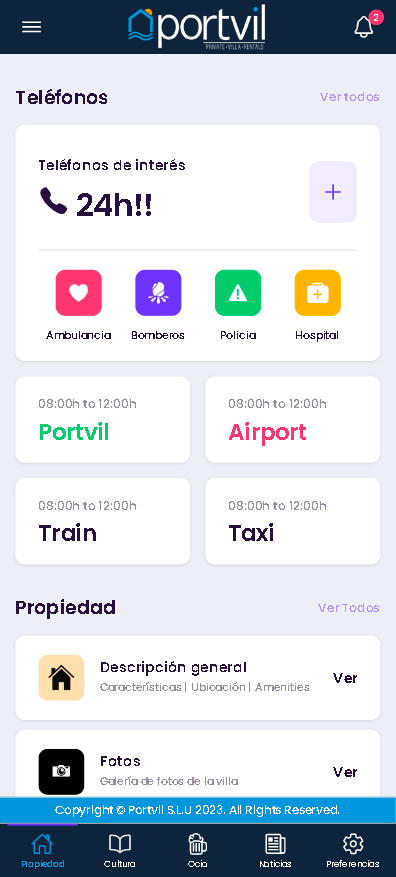 portvil
PRIVATE·VILLA·RENTALS
2
Teléfonos
Ver todos
Teléfonos de interés
24h!!
Ambulancia
Bomberos
Policia
Hospital
08:00h to 12:00h
Portvil
08:00h to 12:00h
Airport
08:00h to 12:00h
Train
08:00h to 12:00h
Taxi
Propiedad
Ver Todos
Descripción general
Características | Ubicación | Amenities
Ver
Fotos
Galería de fotos de la villa
Ver
Copyright © Portvil S.L.U 2023. All Rights Reserved.
Propiedad
Cultura
Ocio
Noticias
Preferencias